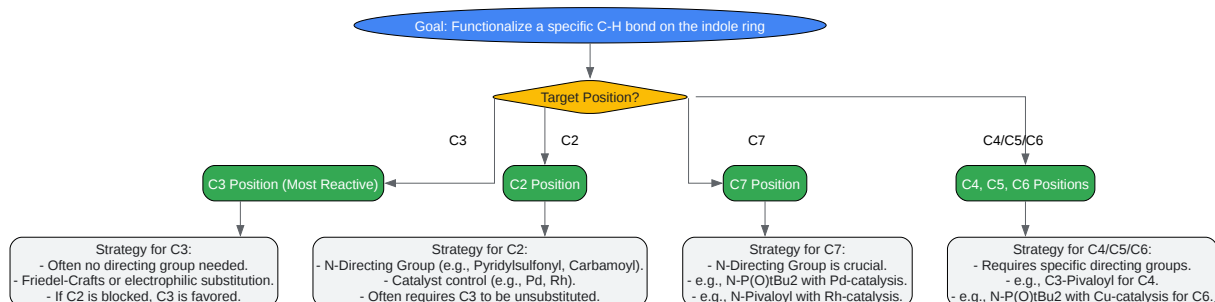 Goal: Functionalize a specific C-H bond on the indole ring
Target Position?
C3
C2
C7
C4/C5/C6
C3 Position (Most Reactive)
C2 Position
C7 Position
C4, C5, C6 Positions
Strategy for C3:
- Often no directing group needed.
- Friedel-Crafts or electrophilic substitution.
- If C2 is blocked, C3 is favored.
Strategy for C2:
- N-Directing Group (e.g., Pyridylsulfonyl, Carbamoyl).
- Catalyst control (e.g., Pd, Rh).
- Often requires C3 to be unsubstituted.
Strategy for C7:
- N-Directing Group is crucial.
- e.g., N-P(O)tBu2 with Pd-catalysis.
- e.g., N-Pivaloyl with Rh-catalysis.
Strategy for C4/C5/C6:
- Requires specific directing groups.
- e.g., C3-Pivaloyl for C4.
- e.g., N-P(O)tBu2 with Cu-catalysis for C6.